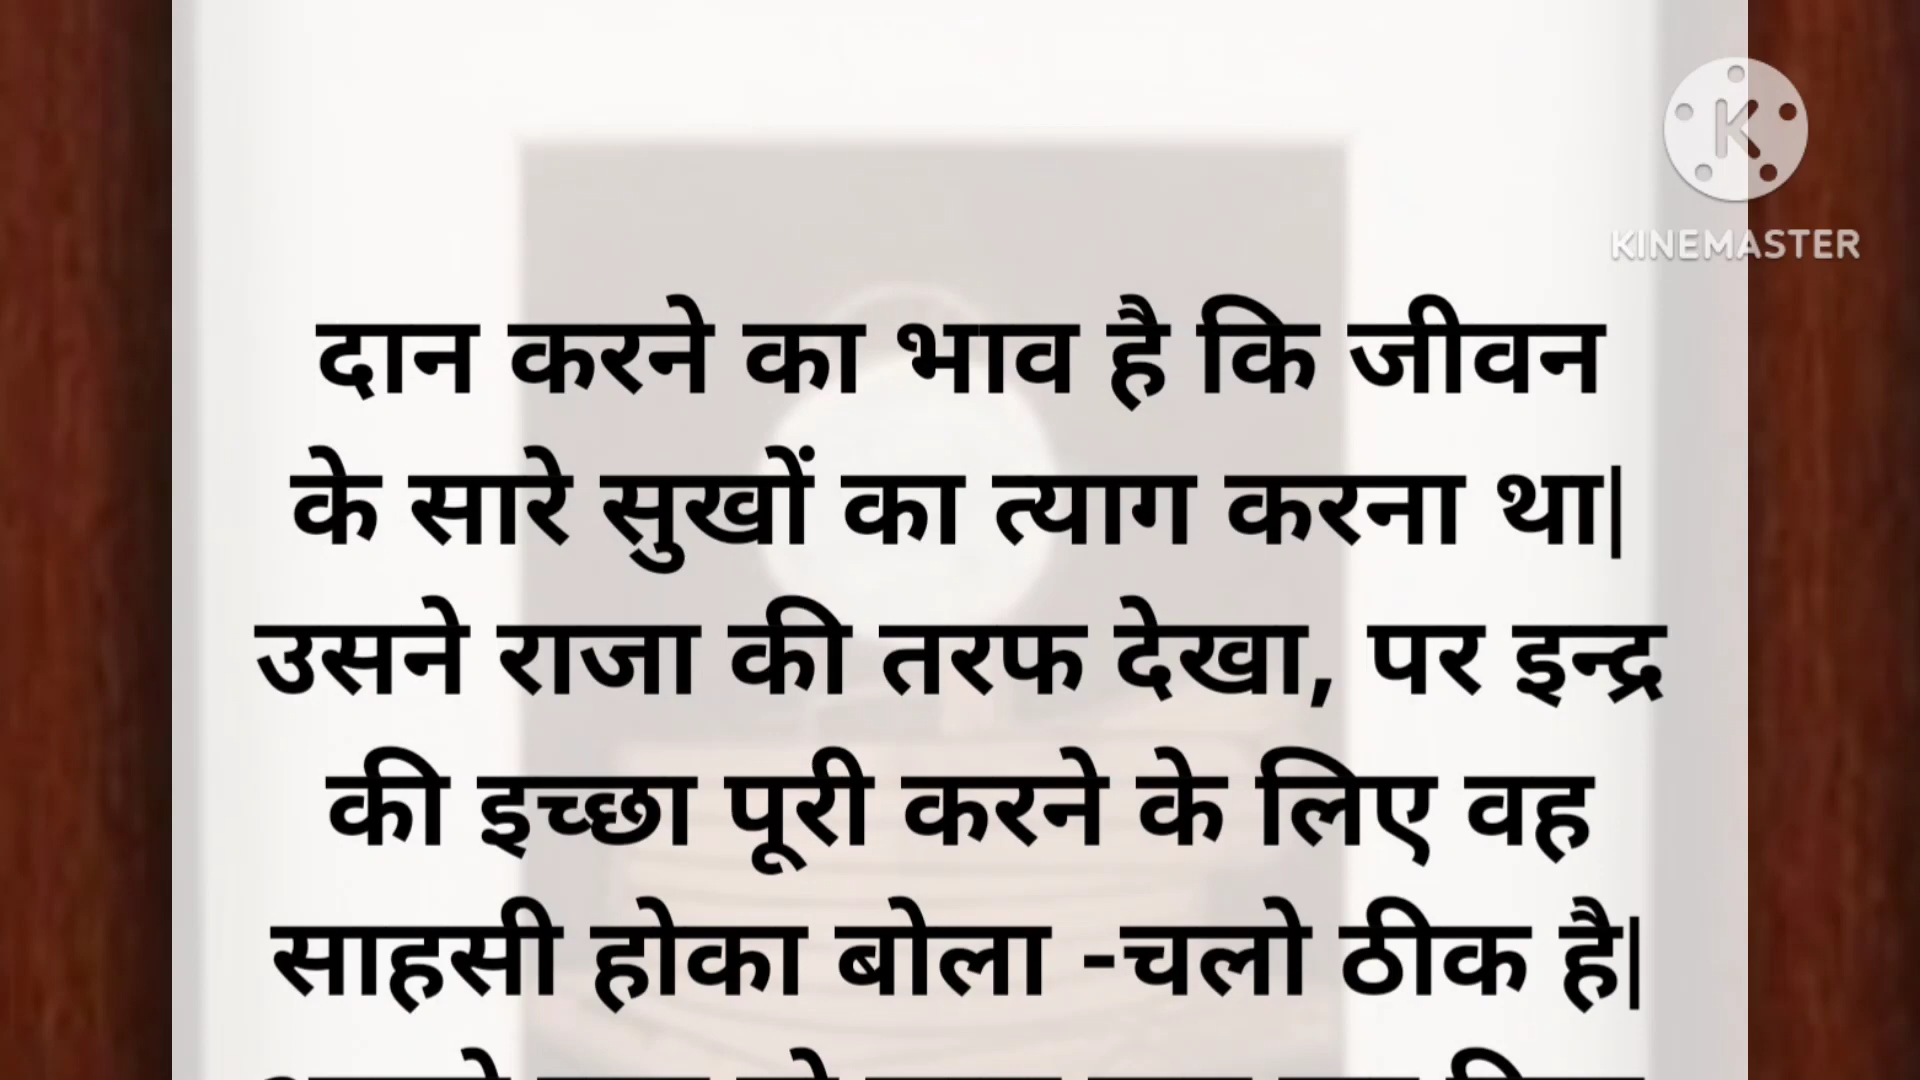 KINEMASTER
दान करने का भाव है कि जीवन
के सारे सुखों का त्याग करना था|
उसने राजा की तरफ देखा, पर इन्द्र
की इच्छा पूरी करने के लिए वह
साहसी होका बोला -चलो ठीक है|